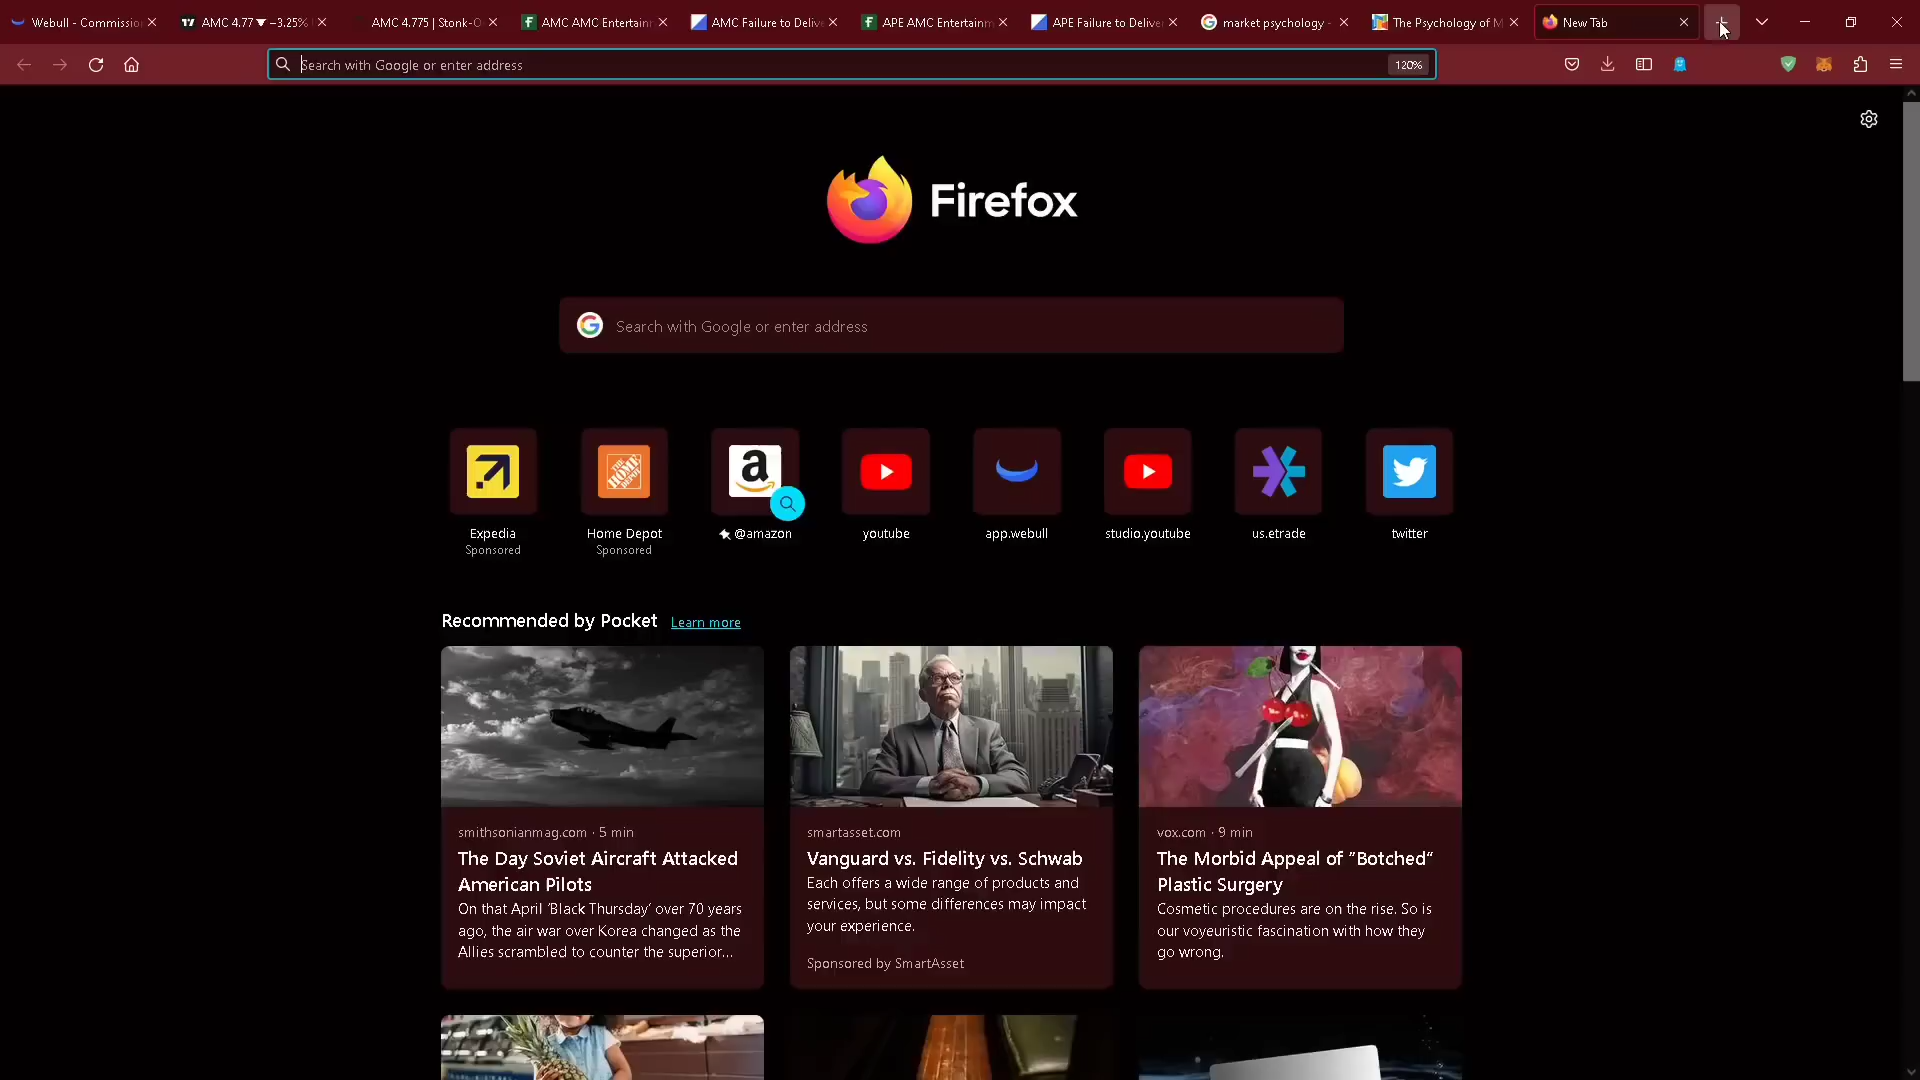 Webull - Commissio
AMC 4.77 ▼ −3.25%
AMC 4.775 | Stonk-O
AMC AMC Entertain
AMC Failure to Delive
APE AMC Entertainm
APE Failure to Delive
market psychology -
The Psychology of M
New Tab
Search with Google or enter address
120%
Firefox
Search with Google or enter address
Expedia
Sponsored
Home Depot
Sponsored
@amazon
youtube
app.webull
studio.youtube
us.etrade
twitter
Recommended by Pocket Learn more
smithsonianmag.com · 5 min
The Day Soviet Aircraft Attacked
American Pilots
On that April ‘Black Thursday’ over 70 years
ago, the air war over Korea changed as the
Allies scrambled to counter the superior...
smartasset.com
Vanguard vs. Fidelity vs. Schwab
Each offers a wide range of products and
services, but some differences may impact
your experience.
Sponsored by SmartAsset
vox.com · 9 min
The Morbid Appeal of “Botched”
Plastic Surgery
Cosmetic procedures are on the rise. So is
our voyeuristic fascination with how they
go wrong.